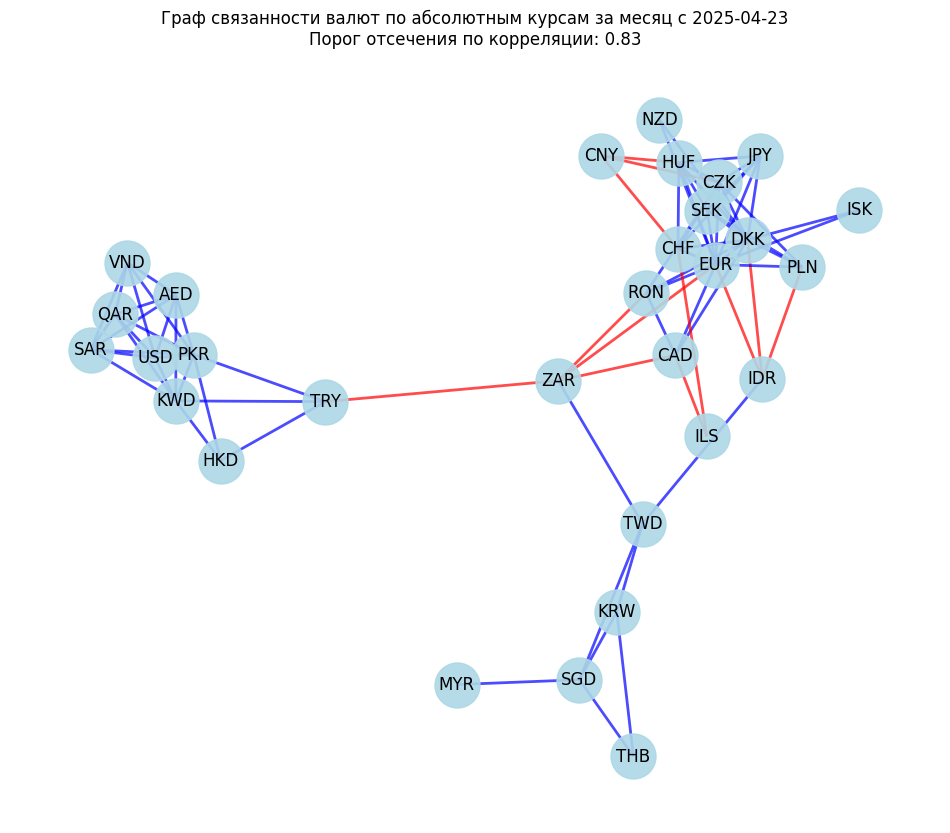 Граф связанности валют по абсолютным курсам за месяц с 2025-04-23
Порог отсечения по корреляции: 0.83
NZD
CNY
HUF
JPY
CZK
SEK
ISK
DKK
CHF
EUR
PLN
VND
AED
RON
QAR
SAR
USD
PKR
CAD
ZAR
IDR
KWD
TRY
ILS
HKD
TWD
KRW
MYR
SGD
THB